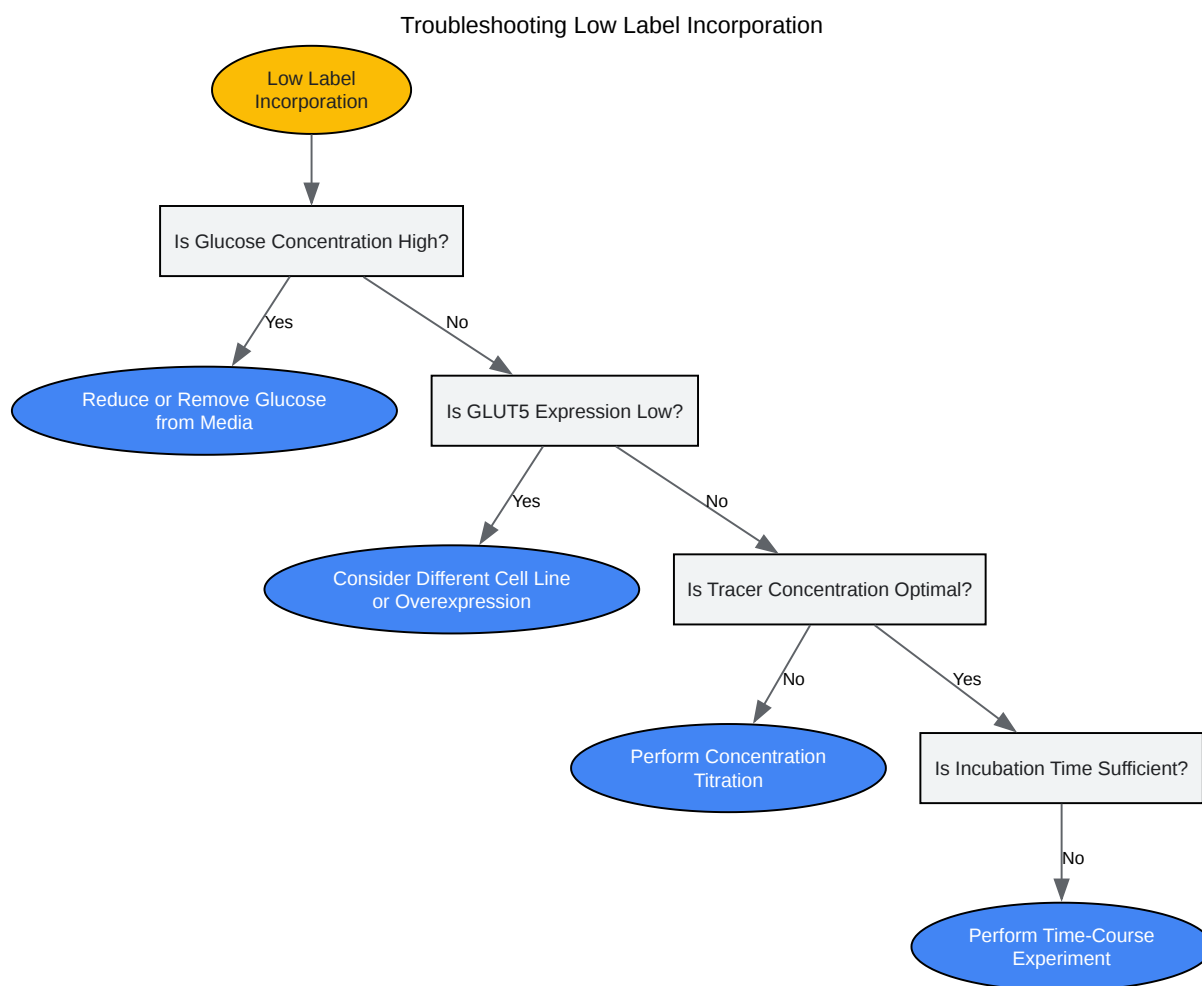 Troubleshooting Low Label Incorporation
Low Label
Incorporation
Is Glucose Concentration High?
Yes
No
Reduce or Remove Glucose
from Media
Is GLUT5 Expression Low?
Yes
No
Consider Different Cell Line
or Overexpression
Is Tracer Concentration Optimal?
No
Yes
Perform Concentration
Titration
Is Incubation Time Sufficient?
No
Perform Time-Course
Experiment